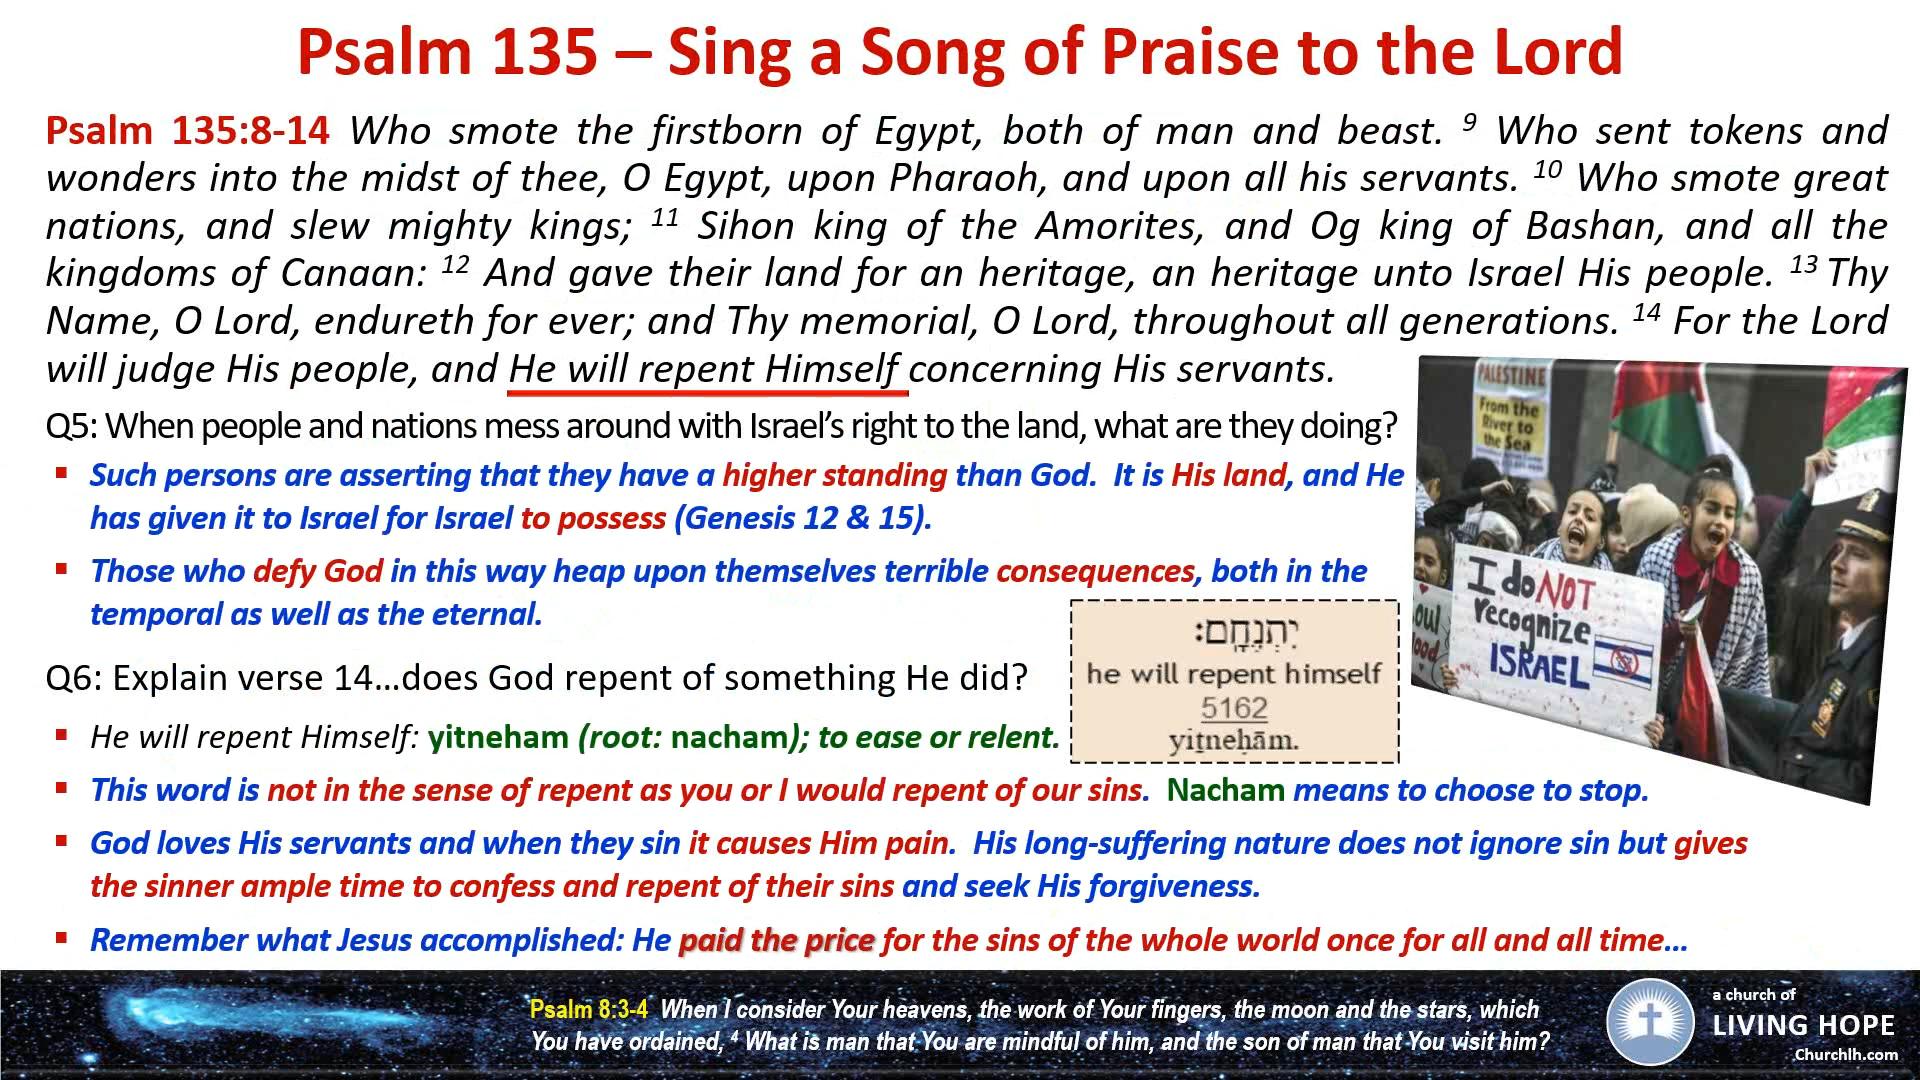 Psalm 135 – Sing a Song of Praise to the Lord
Psalm 135:8-14 Who smote the firstborn of Egypt, both of man and beast. 9 Who sent tokens and
wonders into the midst of thee, O Egypt, upon Pharaoh, and upon all his servants. 10 Who smote great
nations, and slew mighty kings; 11 Sihon king of the Amorites, and Og king of Bashan, and all the
kingdoms of Canaan: 12 And gave their land for an heritage, an heritage unto Israel His people. 13 Thy
Name, O Lord, endureth for ever; and Thy memorial, O Lord, throughout all generations. 14 For the Lord
will judge His people, and He will repent Himself concerning His servants.
Q5: When people and nations mess around with Israel's right to the land, what are they doing?
▪ Such persons are asserting that they have a higher standing than God. It is His land, and He
has given it to Israel for Israel to possess (Genesis 12 & 15).
▪ Those who defy God in this way heap upon themselves terrible consequences, both in the
temporal as well as the eternal.
Q6: Explain verse 14...does God repent of something He did?
▪ He will repent Himself: yitneham (root: nacham); to ease or relent.
▪ This word is not in the sense of repent as you or I would repent of our sins. Nacham means to choose to stop.
▪ God loves His servants and when they sin it causes Him pain. His long-suffering nature does not ignore sin but gives
the sinner ample time to confess and repent of their sins and seek His forgiveness.
▪ Remember what Jesus accomplished: He paid the price for the sins of the whole world once for all and all time...
יִתְנֶחָֽם׃
he will repent himself
5162
yiṯneḥām.
PALESTINE
From the
River to
the Sea
I do NOT
recognize
ISRAEL
Psalm 8:3-4 When I consider Your heavens, the work of Your fingers, the moon and the stars, which
You have ordained, 4 What is man that You are mindful of him, and the son of man that You visit him?
a church of
LIVING HOPE
Churchlh.com